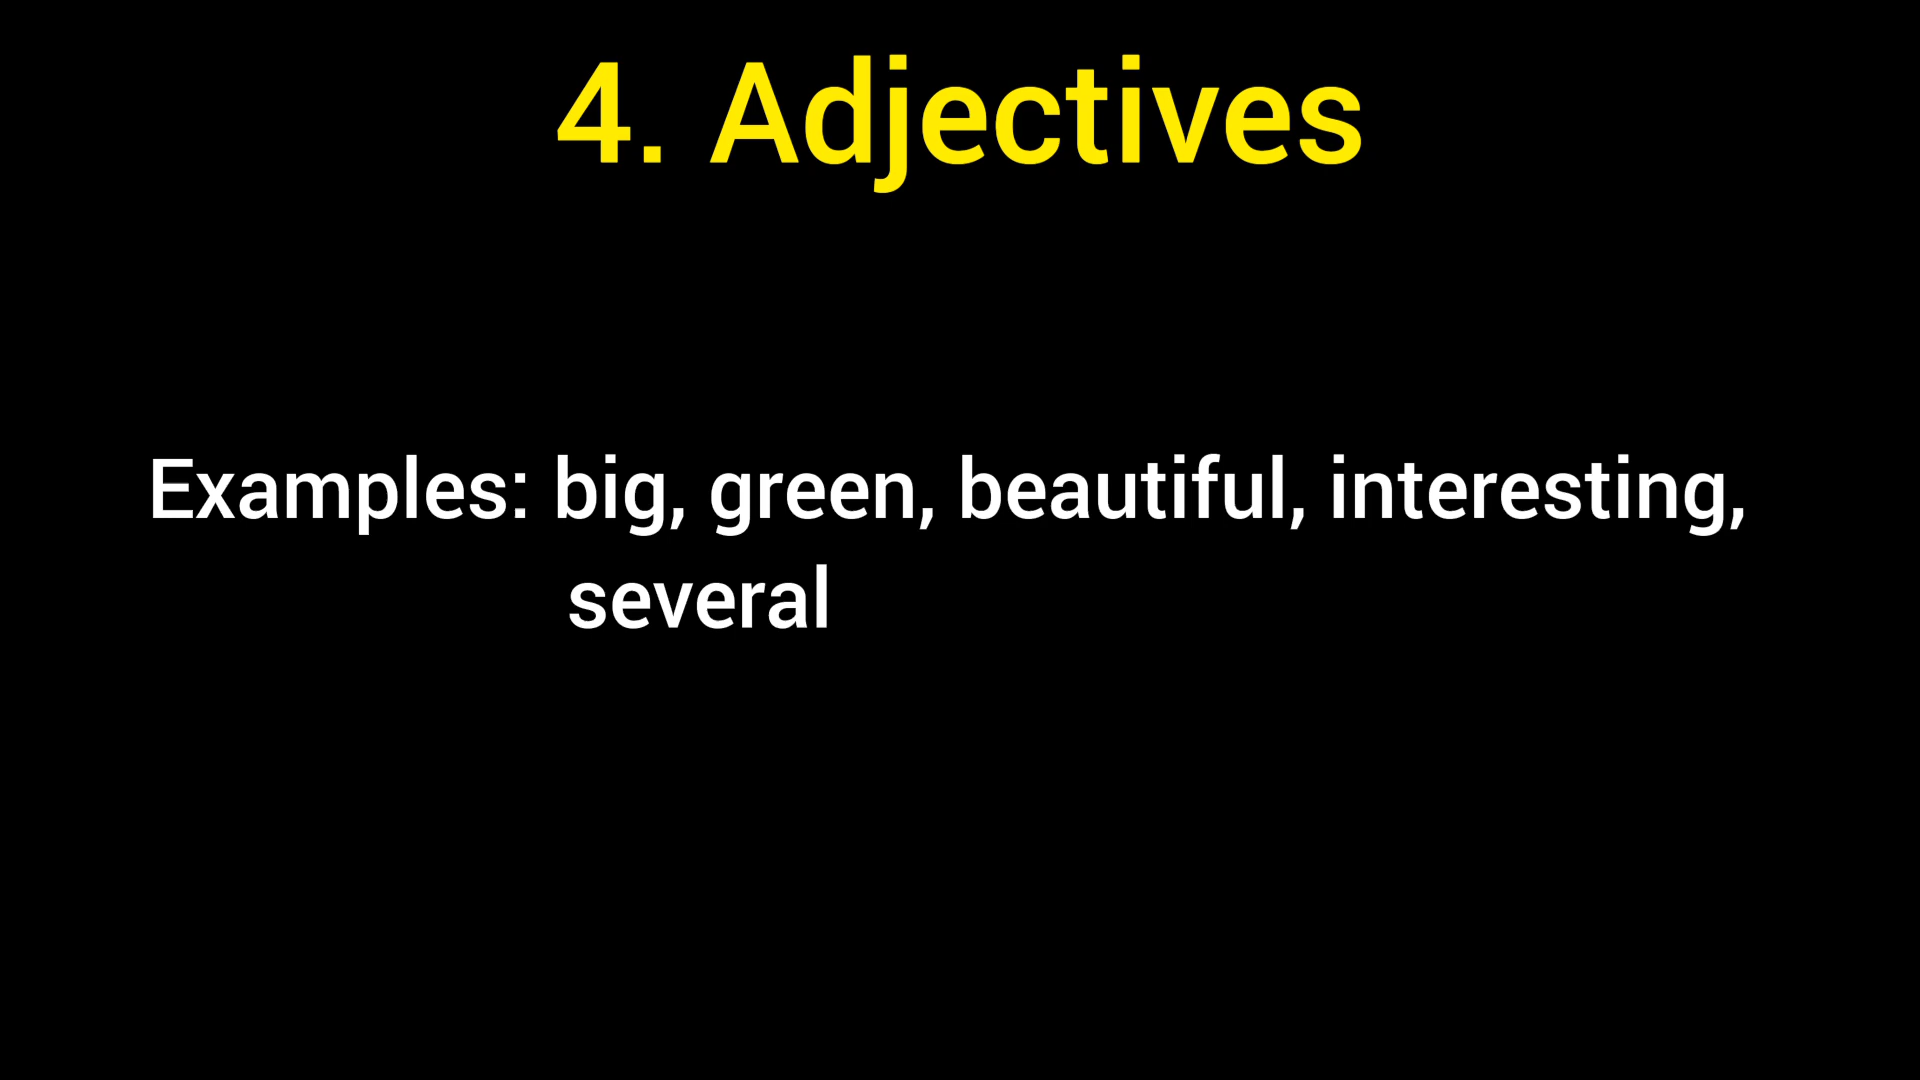 4. Adjectives
Examples: big, green, beautiful, interesting,
several